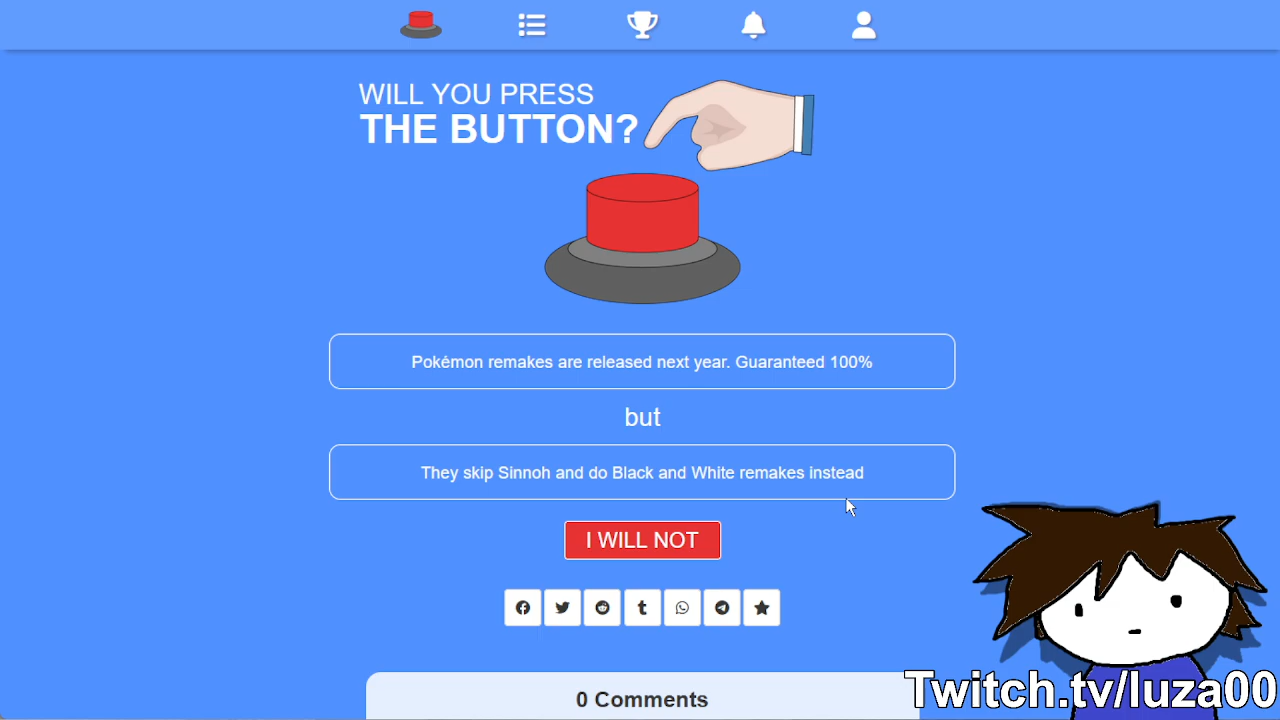 WILL YOU PRESS
THE BUTTON?
Pokémon remakes are released next year. Guaranteed 100%
but
They skip Sinnoh and do Black and White remakes instead
I WILL NOT
0 Comments
Twitch.tv/luza00